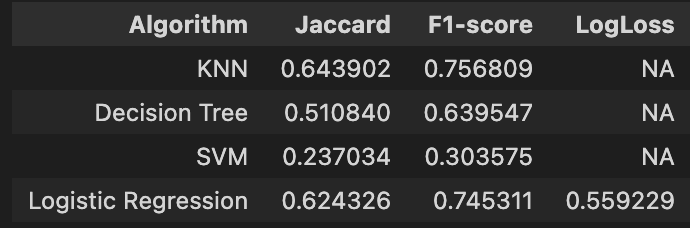 Algorithm Jaccard F1-score LogLoss
KNN 0.643902 0.756809 NA
Decision Tree 0.510840 0.639547 NA
SVM 0.237034 0.303575 NA
Logistic Regression 0.624326 0.745311 0.559229